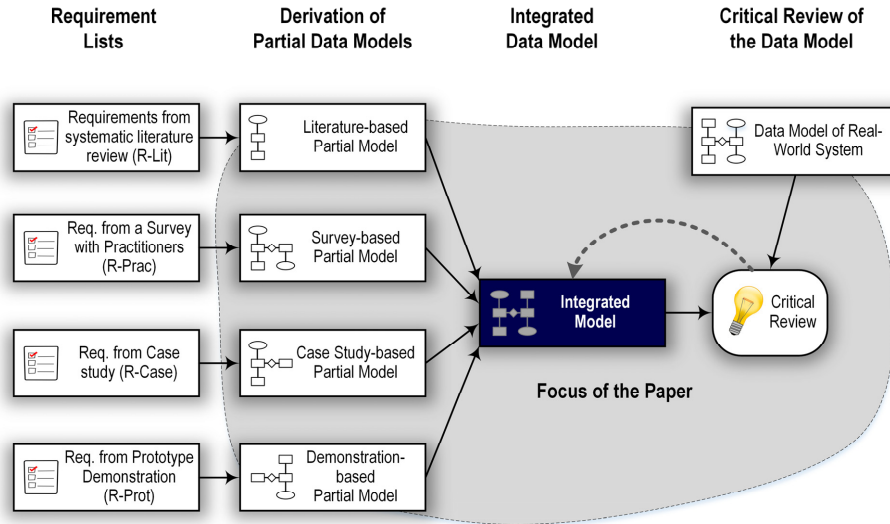 Requirement
Lists
Derivation of
Partial Data Models
Integrated
Data Model
Critical Review of
the Data Model
Requirements from
systematic literature
review (R-Lit)
Literature-based
Partial Model
Data Model of Real-
World System
Req. from a Survey
with Practitioners
(R-Prac)
Survey-based
Partial Model
Integrated
Model
Critical
Review
Req. from Case
study (R-Case)
Case Study-based
Partial Model
Focus of the Paper
Req. from Prototype
Demonstration
(R-Prot)
Demonstration-
based
Partial Model